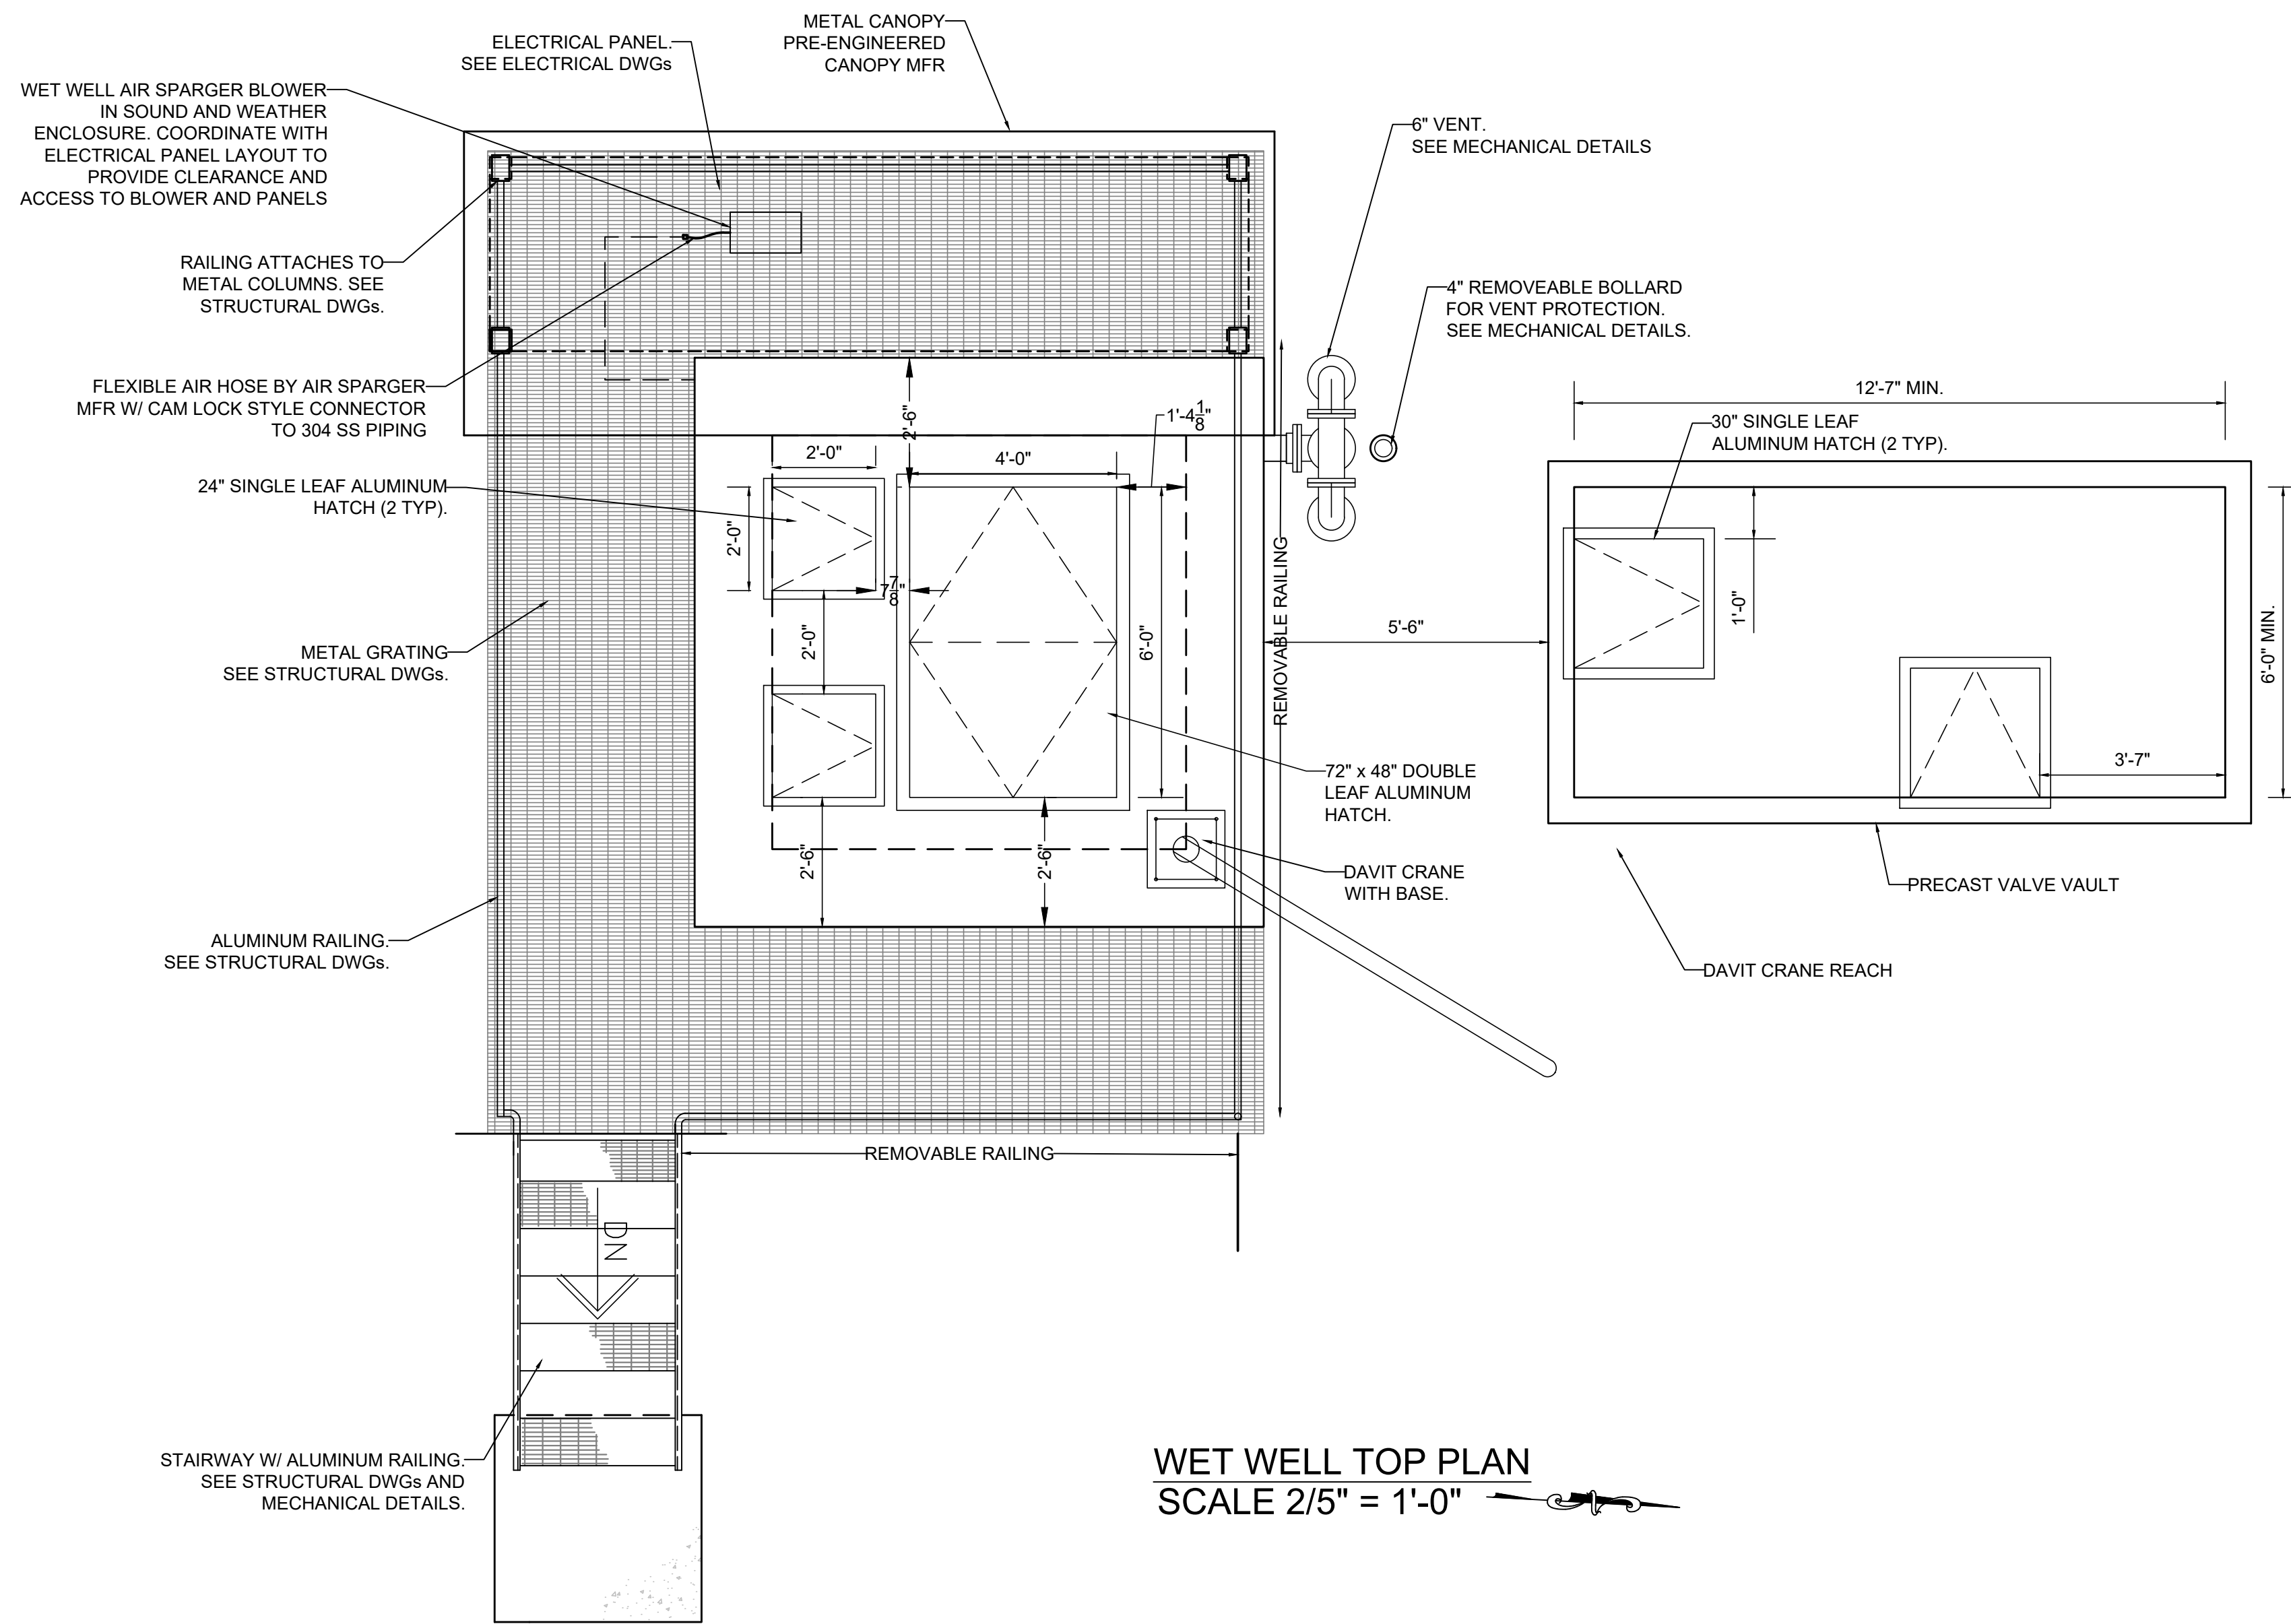 METAL CANOPY
PRE-ENGINEERED
CANOPY MFR
ELECTRICAL PANEL.
SEE ELECTRICAL DWGs
WET WELL AIR SPARGER BLOWER
IN SOUND AND WEATHER
ENCLOSURE. COORDINATE WITH
ELECTRICAL PANEL LAYOUT TO
PROVIDE CLEARANCE AND
ACCESS TO BLOWER AND PANELS
6" VENT.
SEE MECHANICAL DETAILS
RAILING ATTACHES TO
METAL COLUMNS. SEE
STRUCTURAL DWGs.
4" REMOVEABLE BOLLARD
FOR VENT PROTECTION.
SEE MECHANICAL DETAILS.
FLEXIBLE AIR HOSE BY AIR SPARGER
MFR W/ CAM LOCK STYLE CONNECTOR
TO 304 SS PIPING
12'-7" MIN.
30" SINGLE LEAF
ALUMINUM HATCH (2 TYP).
2'-6"
1'-4 1/8"
2'-0"
4'-0"
24" SINGLE LEAF ALUMINUM
HATCH (2 TYP).
2'-0"
7 7/8"
REMOVABLE RAILING
1'-0"
5'-6"
6'-0" MIN.
2'-0"
6'-0"
METAL GRATING
SEE STRUCTURAL DWGs.
3'-7"
72" x 48" DOUBLE
LEAF ALUMINUM
HATCH.
2'-6"
2'-6"
DAVIT CRANE
WITH BASE.
PRECAST VALVE VAULT
ALUMINUM RAILING.
SEE STRUCTURAL DWGs.
DAVIT CRANE REACH
REMOVABLE RAILING
DN
STAIRWAY W/ ALUMINUM RAILING.
SEE STRUCTURAL DWGs AND
MECHANICAL DETAILS.
WET WELL TOP PLAN
SCALE 2/5" = 1'-0"